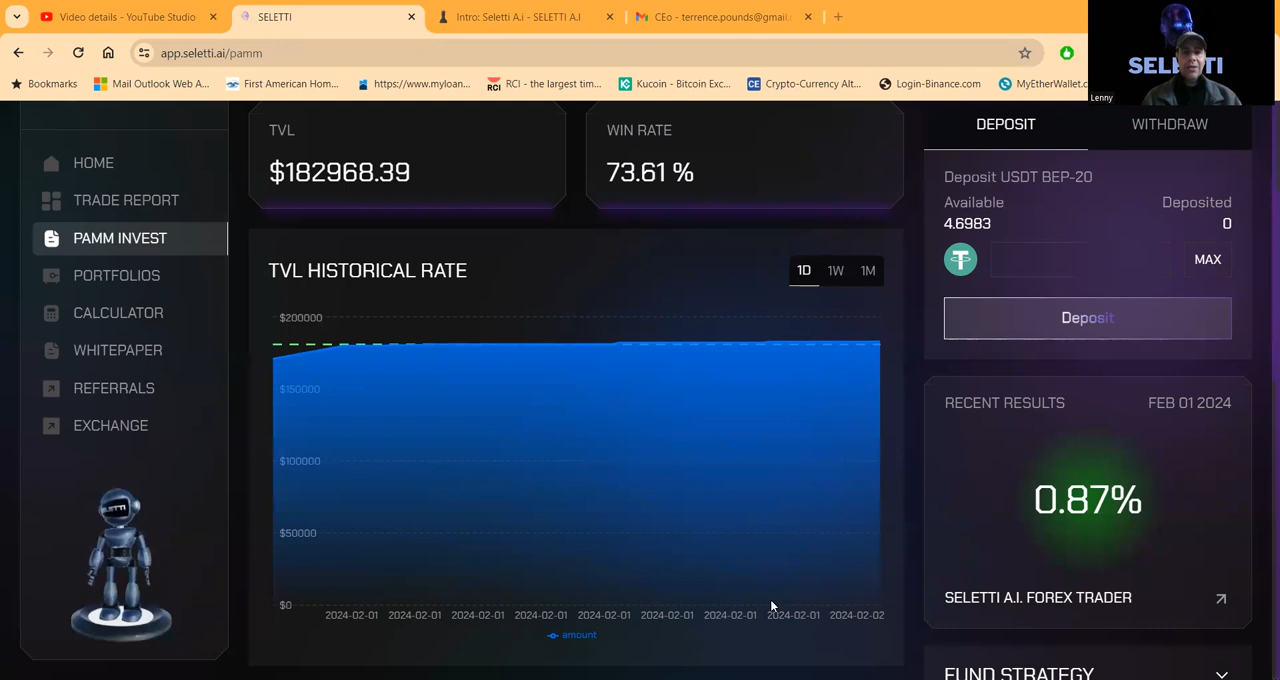 Video details - YouTube Studio
SELETTI
Intro: Seletti A.i - SELETTI A.I
CEo - terrence.pounds@gmail.
app.seletti.ai/pamm
Bookmarks
Mail Outlook Web A...
First American Hom...
https://www.myloan...
RCI - the largest tim...
Kucoin - Bitcoin Exc...
Crypto-Currency Alt...
Login-Binance.com
MyEtherWallet.c
SELETTI
Lenny
HOME
TRADE REPORT
PAMM INVEST
PORTFOLIOS
CALCULATOR
WHITEPAPER
REFERRALS
EXCHANGE
SELETTI
TVL
$182968.39
WIN RATE
73.61 %
TVL HISTORICAL RATE
1D 1W 1M
$200000
$150000
$100000
$50000
$0
2024-02-01 2024-02-01 2024-02-01 2024-02-01 2024-02-01 2024-02-01 2024-02-01 2024-02-01 2024-02-02
amount
DEPOSIT WITHDRAW
Deposit USDT BEP-20
Available Deposited
4.6983 0
MAX
Deposit
RECENT RESULTS FEB 01 2024
0.87%
SELETTI A.I. FOREX TRADER
FUND STRATEGY